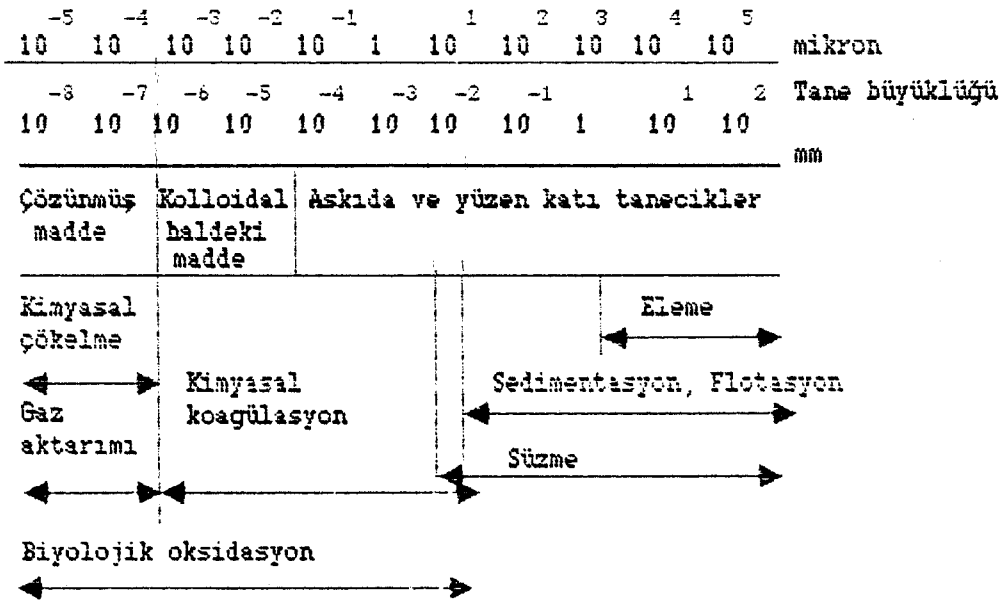 -5 -4 -3 -2 -1 1 2 3 4 5
10 10 10 10 10 1 10 10 10 10 10 mikron
-8 -7 -6 -5 -4 -3 -2 -1 1 2 Tane büyüklüğü
10 10 10 10 10 10 10 10 1 10 10
mm
Çözünmüş Kolloidal Askıda ve yüzen katı tanecikler
madde haldeki
madde
Kimyasal Eleme
çökelme
Kimyasal Sedimentasyon, Flotasyon
Gaz koagülasyon
aktarımı
Süzme
Biyolojik oksidasyon